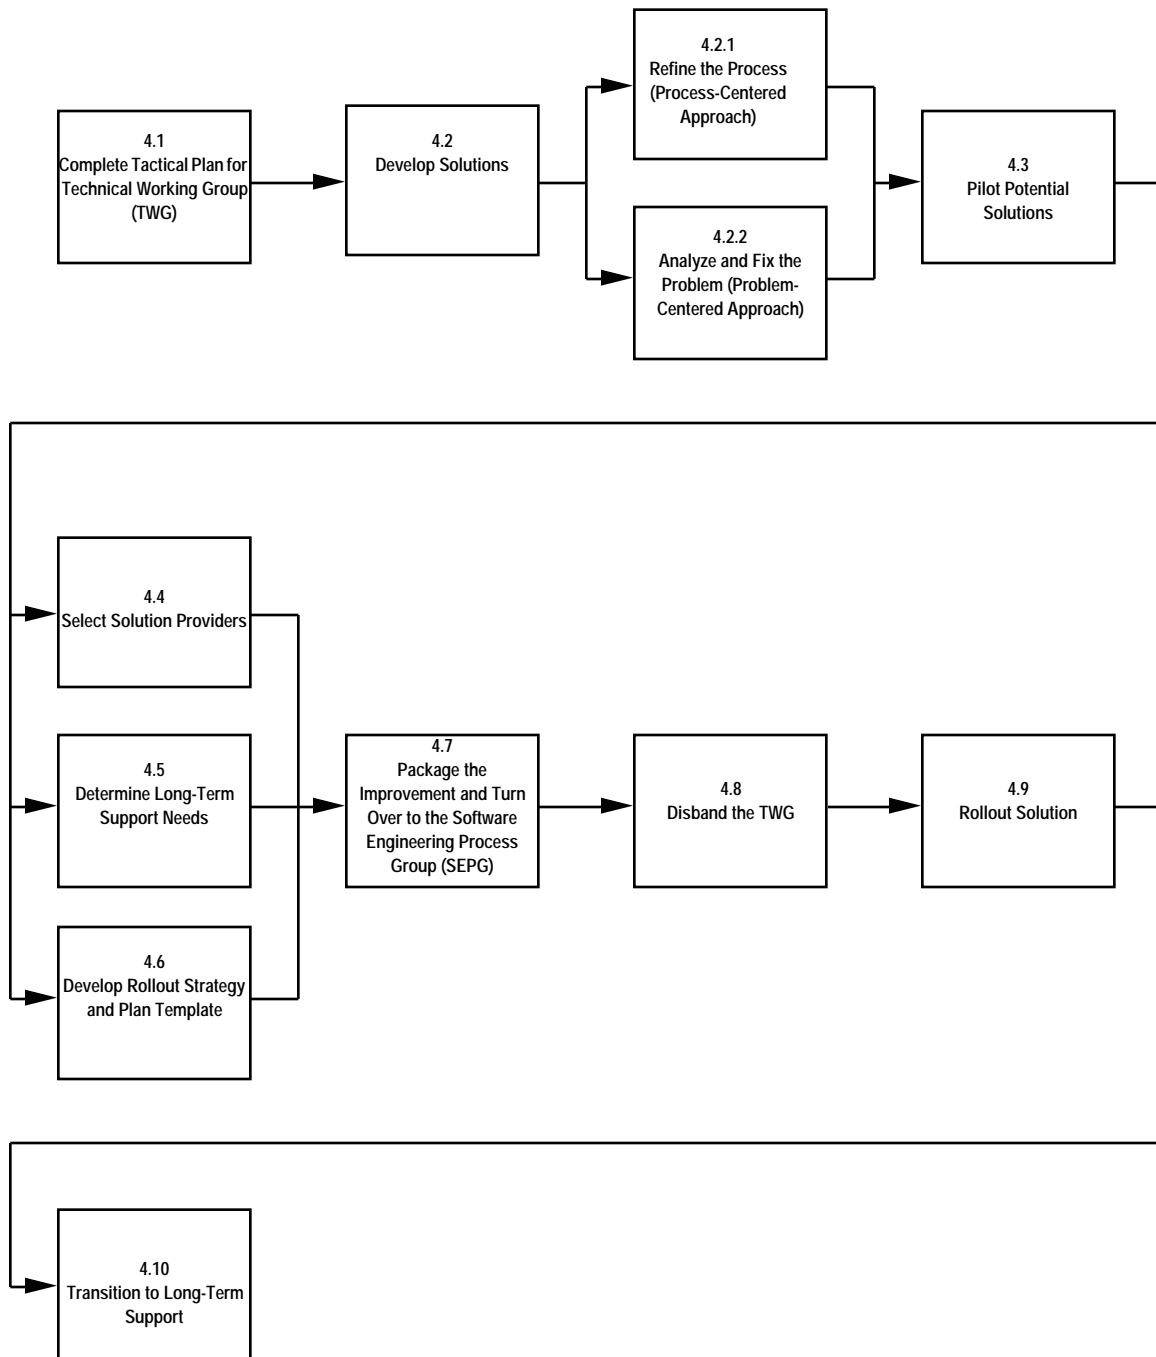 4.1
Complete Tactical Plan for
Technical Working Group
(TWG)
4.2
Develop Solutions
4.2.1
Refine the Process
(Process-Centered
Approach)
4.2.2
Analyze and Fix the
Problem (Problem-
Centered Approach)
4.3
Pilot Potential
Solutions
4.4
Select Solution Providers
4.5
Determine Long-Term
Support Needs
4.6
Develop Rollout Strategy
and Plan Template
4.7
Package the
Improvement and Turn
Over to the Software
Engineering Process
Group (SEPG)
4.8
Disband the TWG
4.9
Rollout Solution
4.10
Transition to Long-Term
Support